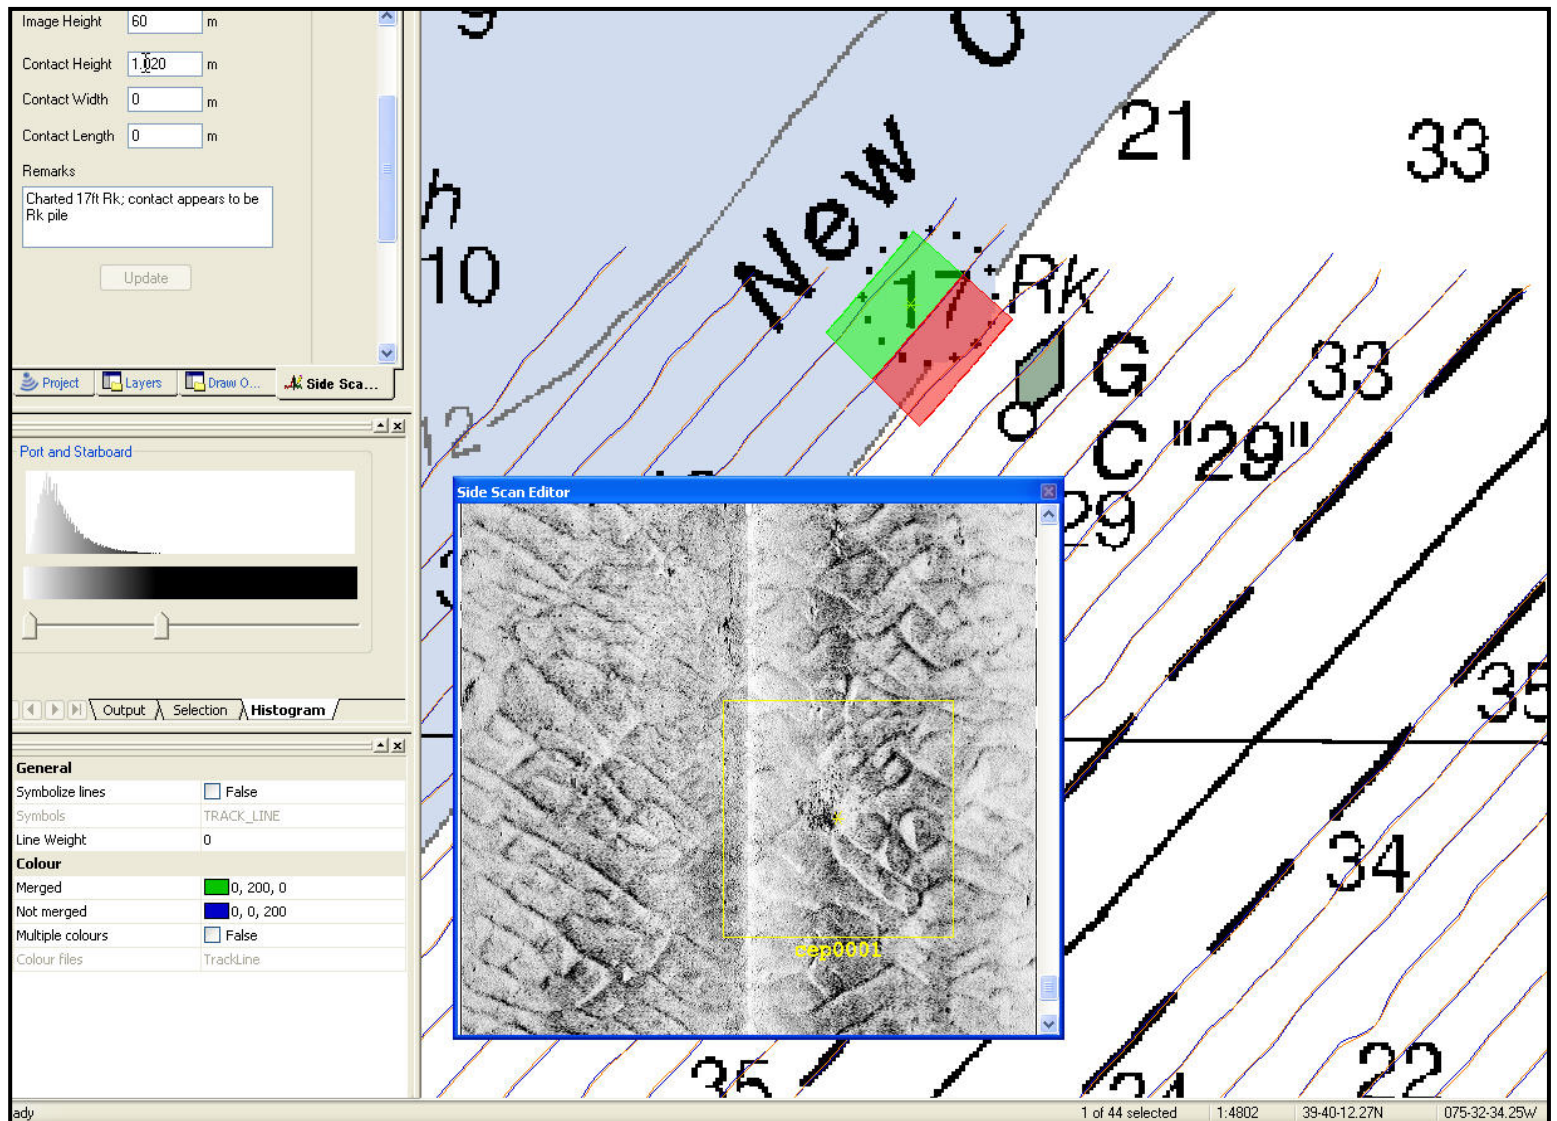 Image Height 60 m
Contact Height 1.020 m
Contact Width 0 m
Contact Length 0 m
Remarks
Charted 17ft Rk; contact appears to be
Rk pile
Update
Project Layers Draw O... Side Sca...
Port and Starboard
Output Selection Histogram
General
Symbolize lines False
Symbols TRACK_LINE
Line Weight 0
Colour
Merged 0, 200, 0
Not merged 0, 0, 200
Multiple colours False
Colour files TrackLine
21
33
New
10
17 Rk
G
33
C "29"
12
29
Side Scan Editor
cep0001
35
34
35
22
21
ady
1 of 44 selected 1:4802 39-40-12.27N 075-32-34.25W